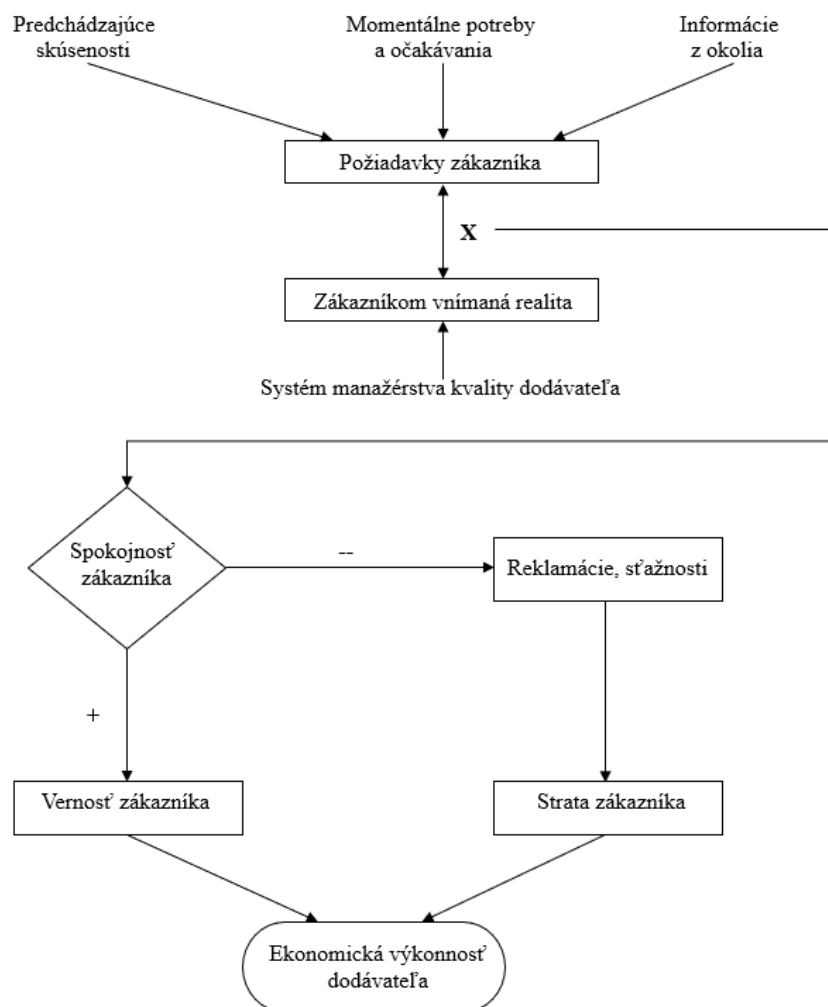 Predchádzajúce
skúsenosti
Momentálne potreby
a očakávania
Informácie
z okolia
Požiadavky zákazníka
X
Zákazníkom vnímaná realita
Systém manažérstva kvality dodávateľa
Spokojnosť
zákazníka
--
Reklamácie, sťažnosti
+
Vernosť zákazníka
Strata zákazníka
Ekonomická výkonnosť
dodávateľa